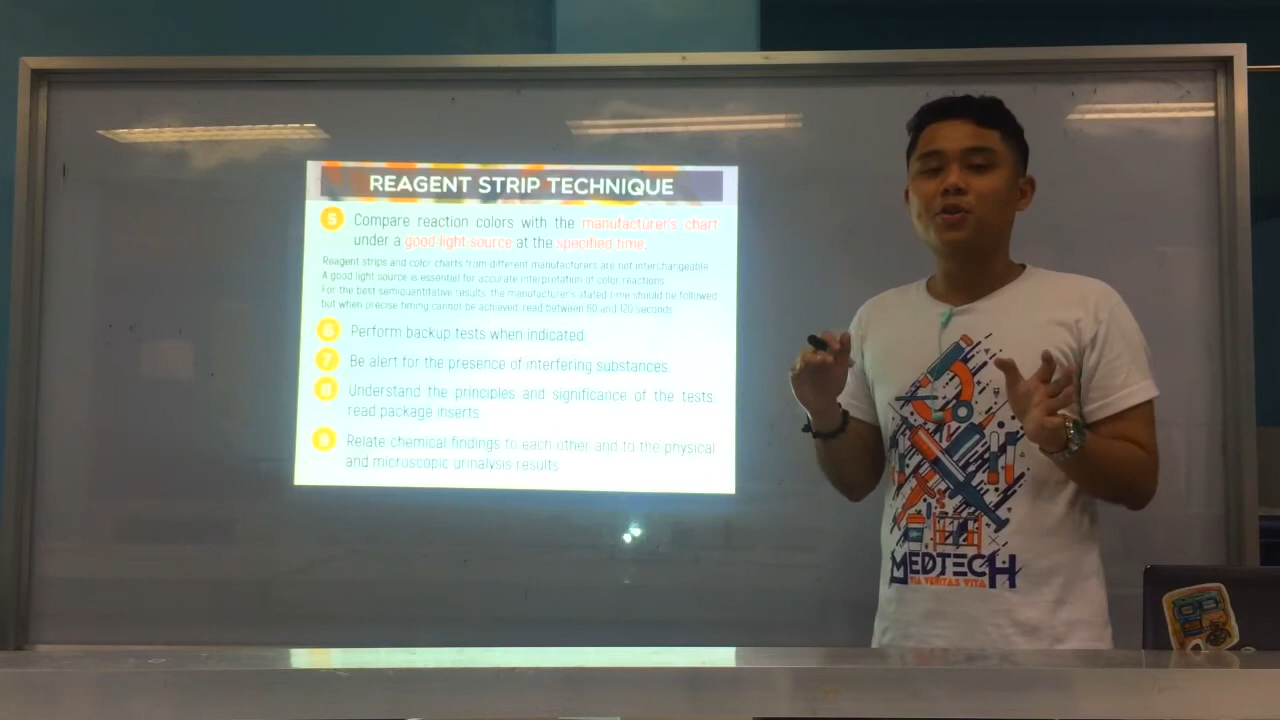 REAGENT STRIP TECHNIQUE
5 Compare reaction colors with the manufacturer's chart
under a good light source at the specified time.
Reagent strips and color charts from different manufacturers are not interchangeable.
A good light source is essential for accurate interpretation of color reactions.
For the best semiquantitative results, the manufacturer's stated time should be followed
but when precise timing cannot be achieved, read between 60 and 120 seconds.
6 Perform backup tests when indicated.
7 Be alert for the presence of interfering substances.
8 Understand the principles and significance of the tests;
read package inserts.
9 Relate chemical findings to each other and to the physical
and microscopic urinalysis results.
MEDTECH
VIA VERITAS VITA